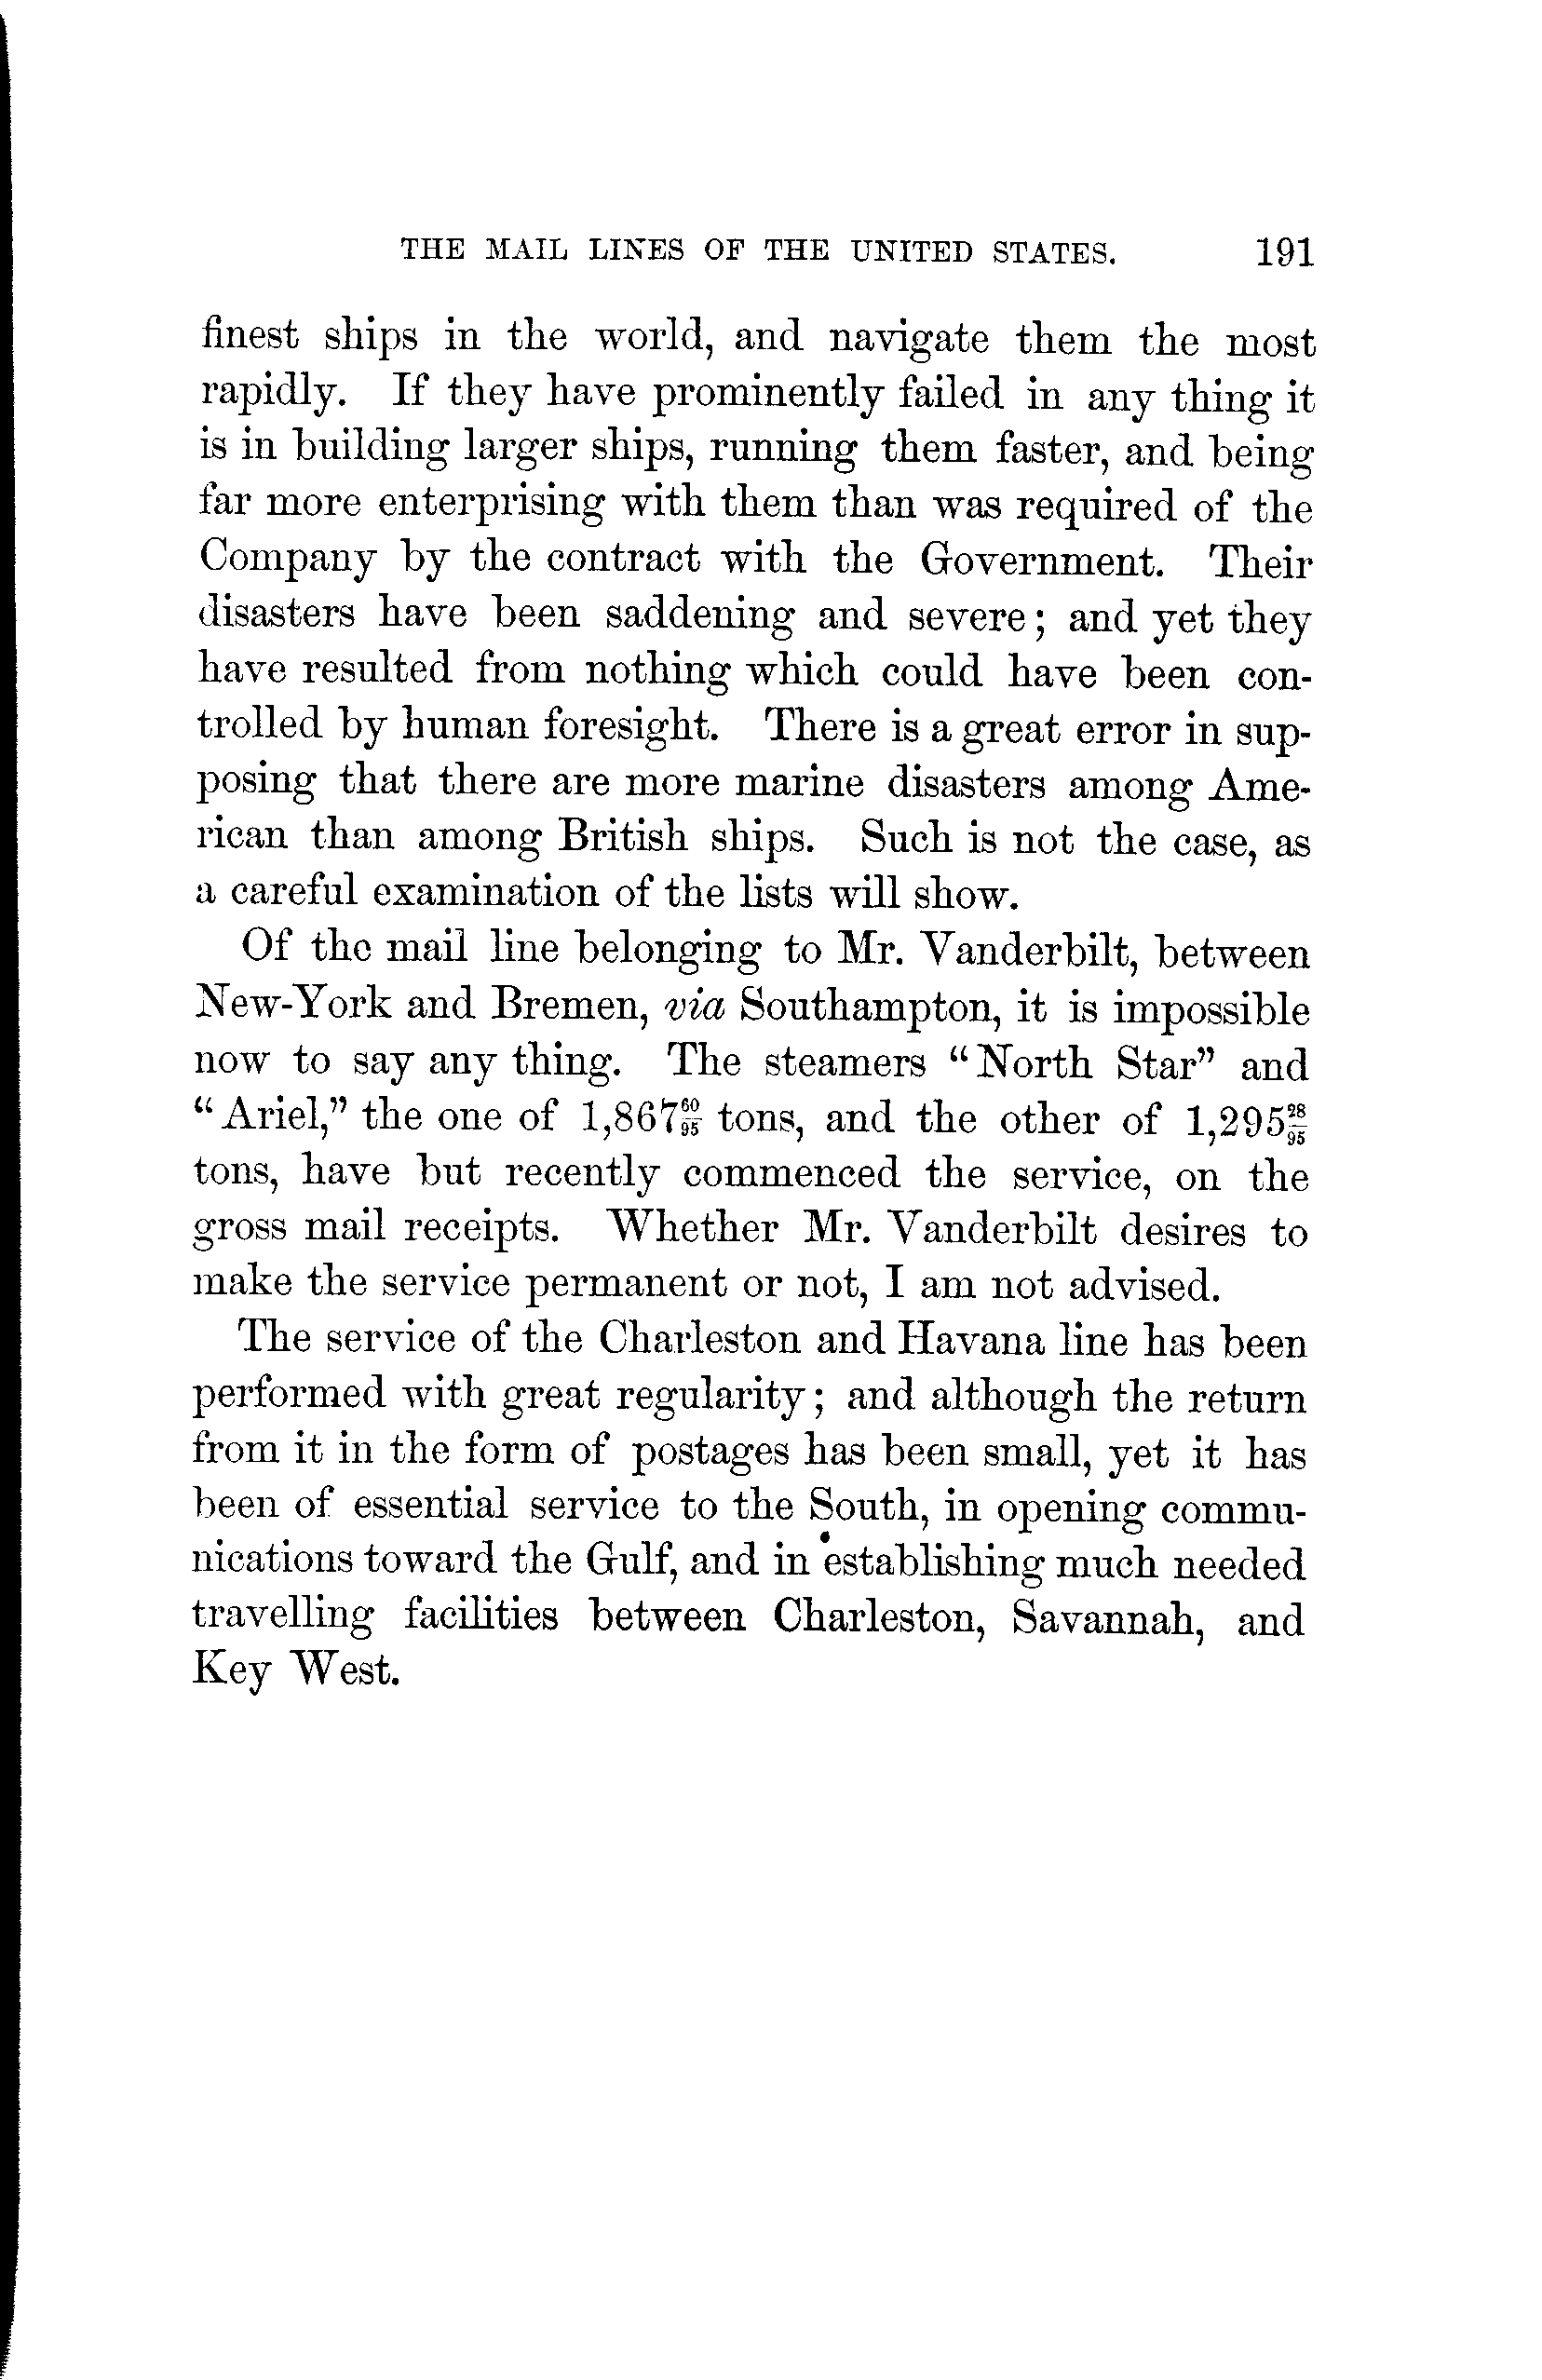 THE MAIL LINES OF THE UNITED STATES. 191
finest ships in the world, and navigate them the most
rapidly. If they have prominently failed in any thing it
is in building larger ships, running them faster, and being
far more enterprising with them than was required of the
Company by the contract with the Government. Their
disasters have been saddening and severe; and yet they
have resulted from nothing which could have been con-
trolled by human foresight. There is a great error in sup-
posing that there are more marine disasters among Ame-
rican than among British ships. Such is not the case, as
a careful examination of the lists will show.
Of the mail line belonging to Mr. Vanderbilt, between
New-York and Bremen, via Southampton, it is impossible
now to say any thing. The steamers "North Star" and
"Ariel," the one of 1,867 60/95 tons, and the other of 1,295 28/95
tons, have but recently commenced the service, on the
gross mail receipts. Whether Mr. Vanderbilt desires to
make the service permanent or not, I am not advised.
The service of the Charleston and Havana line has been
performed with great regularity; and although the return
from it in the form of postages has been small, yet it has
been of essential service to the South, in opening commu-
nications toward the Gulf, and in establishing much needed
travelling facilities between Charleston, Savannah, and
Key West.